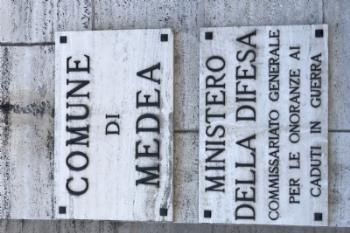 COMUNE
DI
MEDEA
MINISTERO
DELLA DIFESA
COMMISSARIATO GENERALE
PER LE ONORANZE AI
CADUTI IN GUERRA